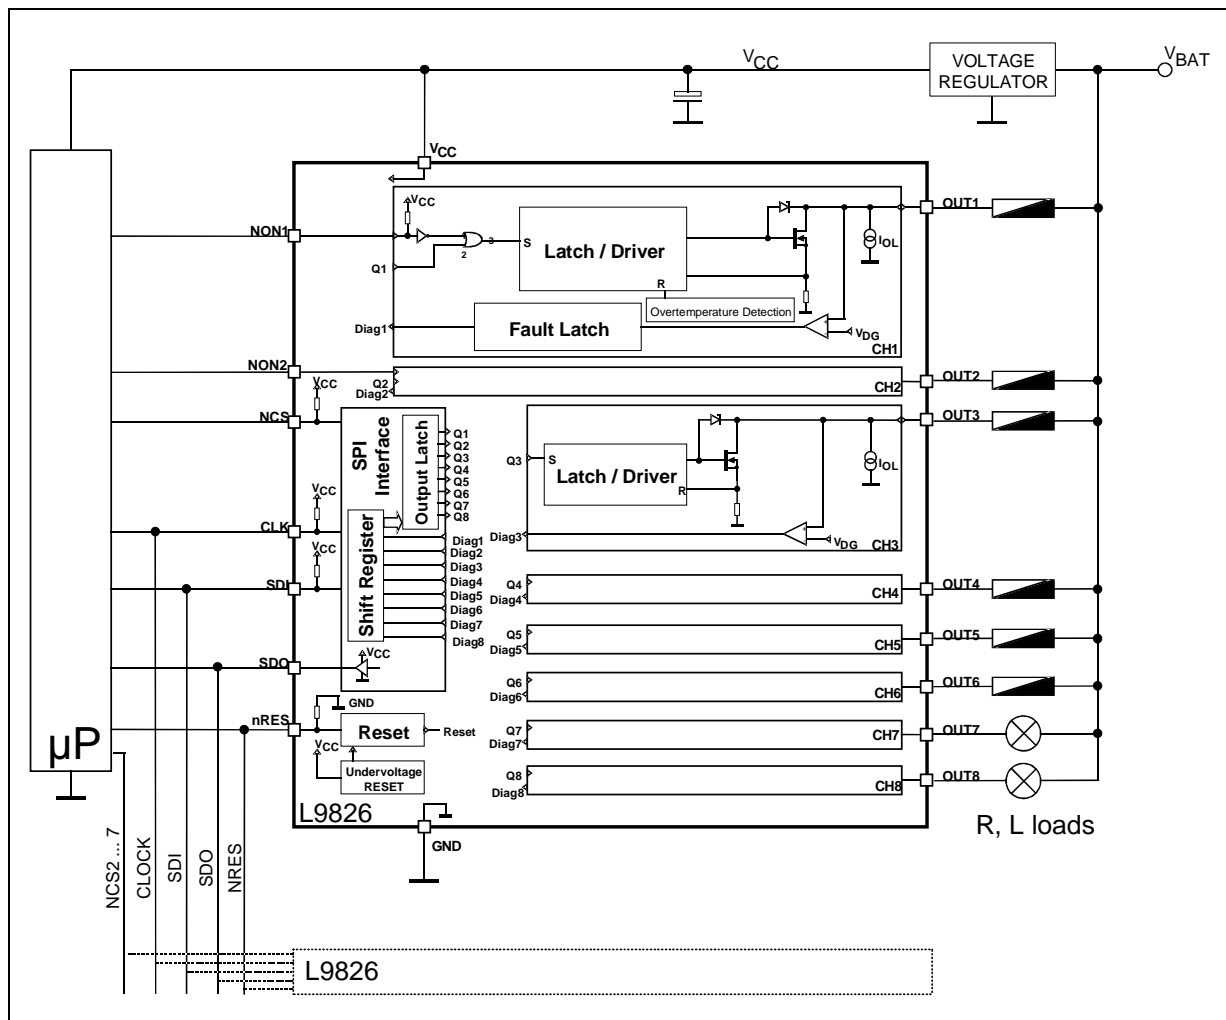 VCC
VOLTAGE
REGULATOR
VBAT
VCC
VCC
NON1
Q1
2
3
S
Latch / Driver
R
Overtemperature Detection
IOL
OUT1
Diag1
Fault Latch
VDG
CH1
NON2
Q2
Diag2
CH2
OUT2
VCC
NCS
SPI
Interface
Output Latch
Q1
Q2
Q3
Q4
Q5
Q6
Q7
Q8
Q3
S
Latch / Driver
R
IOL
OUT3
Diag3
VDG
CH3
VCC
CLK
VCC
SDI
Shift Register
Diag1
Diag2
Diag3
Diag4
Diag5
Diag6
Diag7
Diag8
Q4
Diag4
CH4
OUT4
Q5
Diag5
CH5
OUT5
SDO
VCC
Q6
Diag6
CH6
OUT6
GND
nRES
Reset
Reset
Q7
Diag7
CH7
OUT7
VCC
Undervoltage
RESET
Q8
Diag8
CH8
OUT8
µP
L9826
GND
R, L loads
NCS2 ... 7
CLOCK
SDI
SDO
NRES
L9826